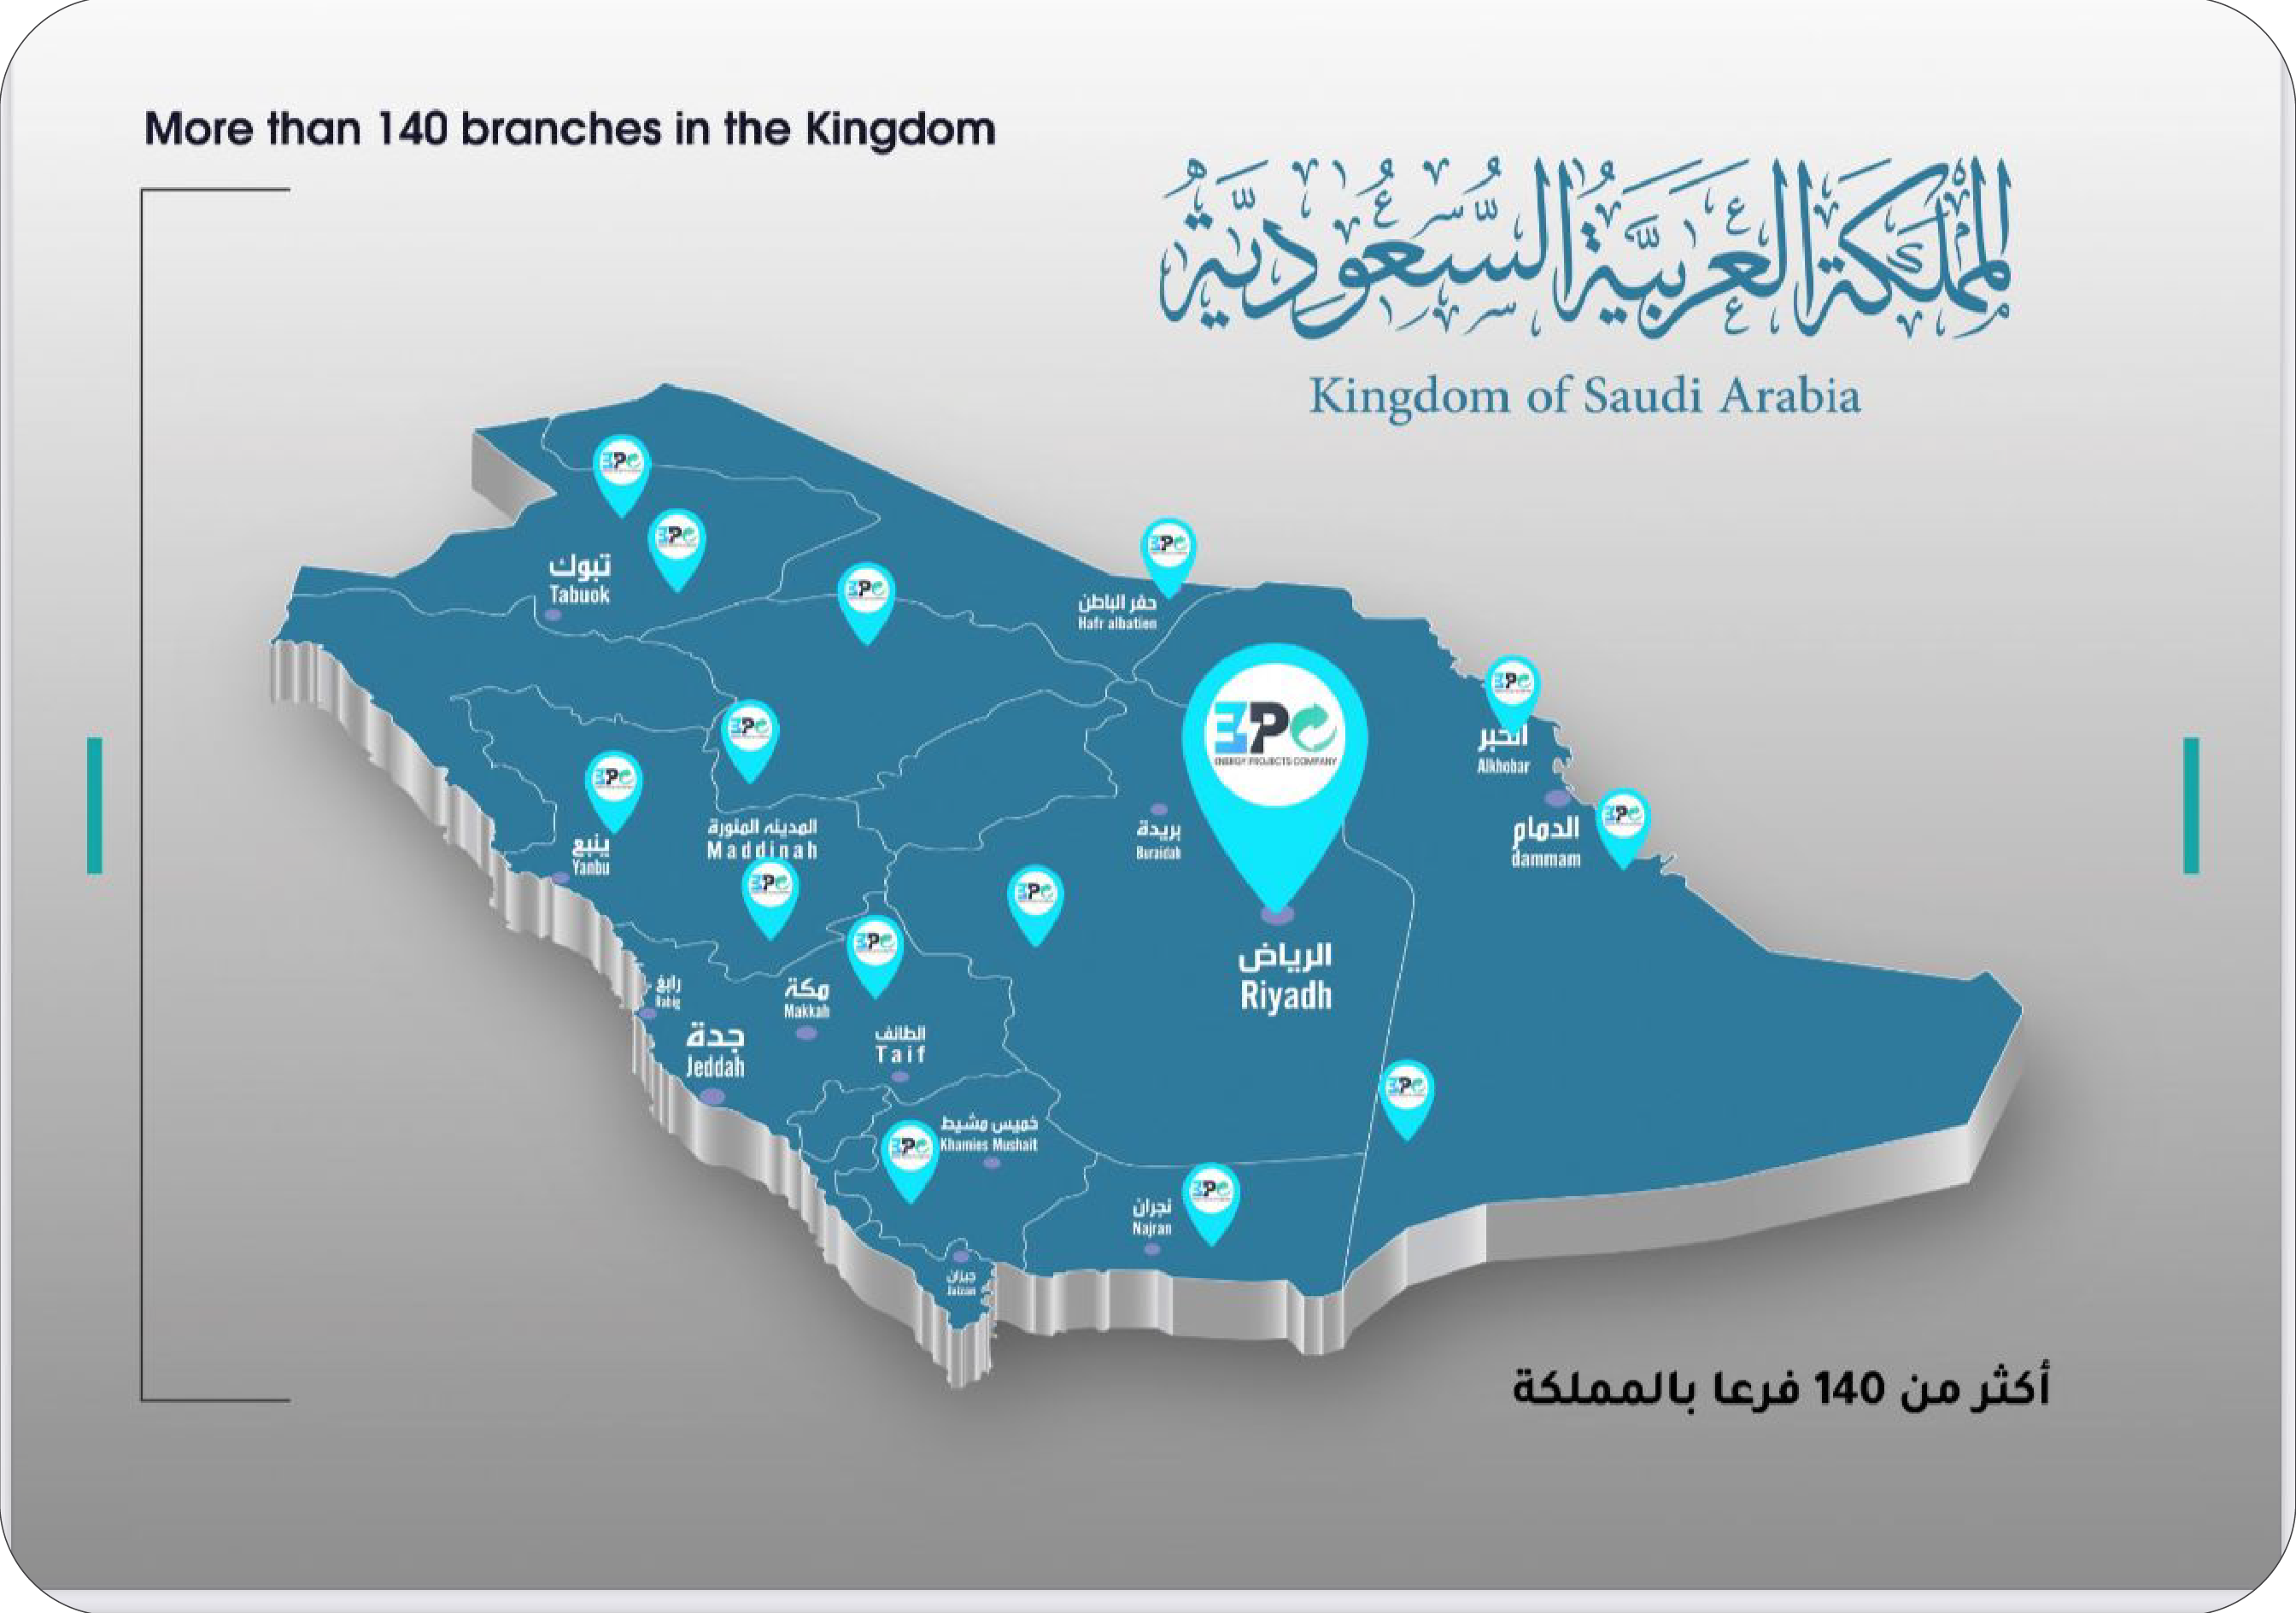 More than 140 branches in the Kingdom
المملكة العربية السعودية
Kingdom of Saudi Arabia
تبوك
Tabuok
حفر الباطن
Hafr albatien
EPC
ENERGY PROJECTS COMPANY
الخبر
Alkhobar
بريدة
Buraidah
الدمام
dammam
المدينه المنورة
Maddinah
ينبع
Yanbu
الرياض
Riyadh
رابغ
Rabig
مكة
Makkah
جدة
Jeddah
الطائف
Taif
خميس مشيط
Khamies Mushait
نجران
Najran
جيزان
Jaizan
أكثر من 140 فرعا بالمملكة